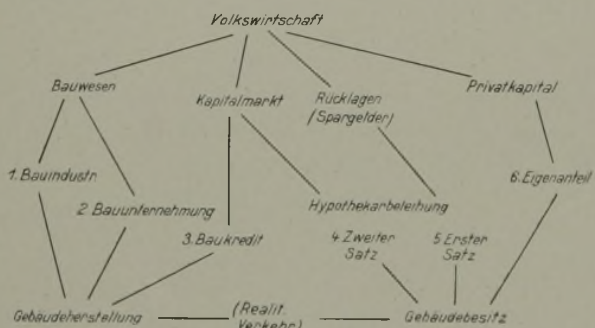 Volkswirtschaft
Bauwesen
Kapitalmarkt
Rücklagen
(Spargelder)
Privatkapital
1. Bauindustr
2. Bauunternehmung
3. Baukredit
Hypothekarbeleihung
4. Zweiter
Satz
5. Erster
Satz
6. Eigenanteil
Gebäudeherstellung
(Realit.
Verkehr)
Gebäudebesitz